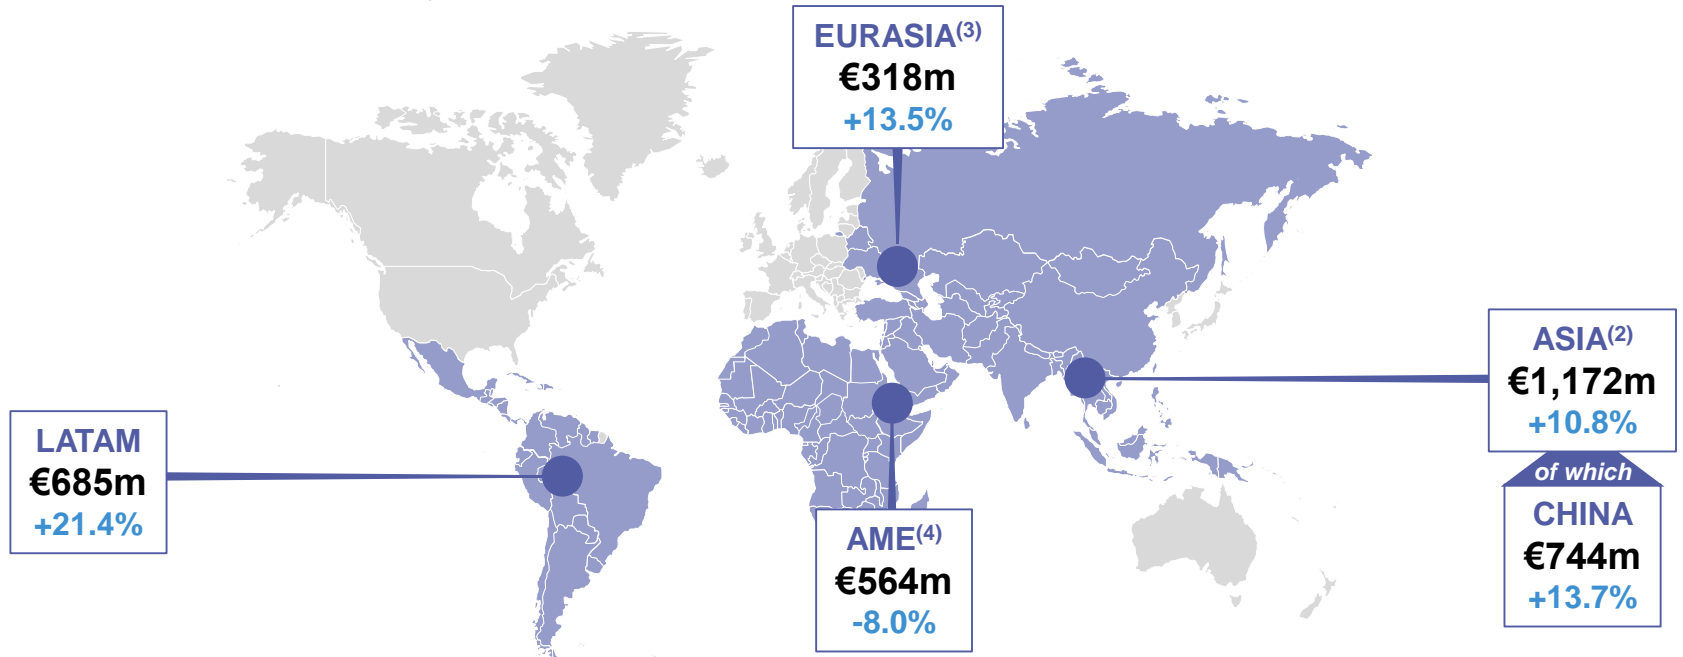 EURASIA(3)
€318m
+13.5%
ASIA(2)
€1,172m
+10.8%
of which
CHINA
€744m
+13.7%
LATAM
€685m
+21.4%
AME(4)
€564m
-8.0%